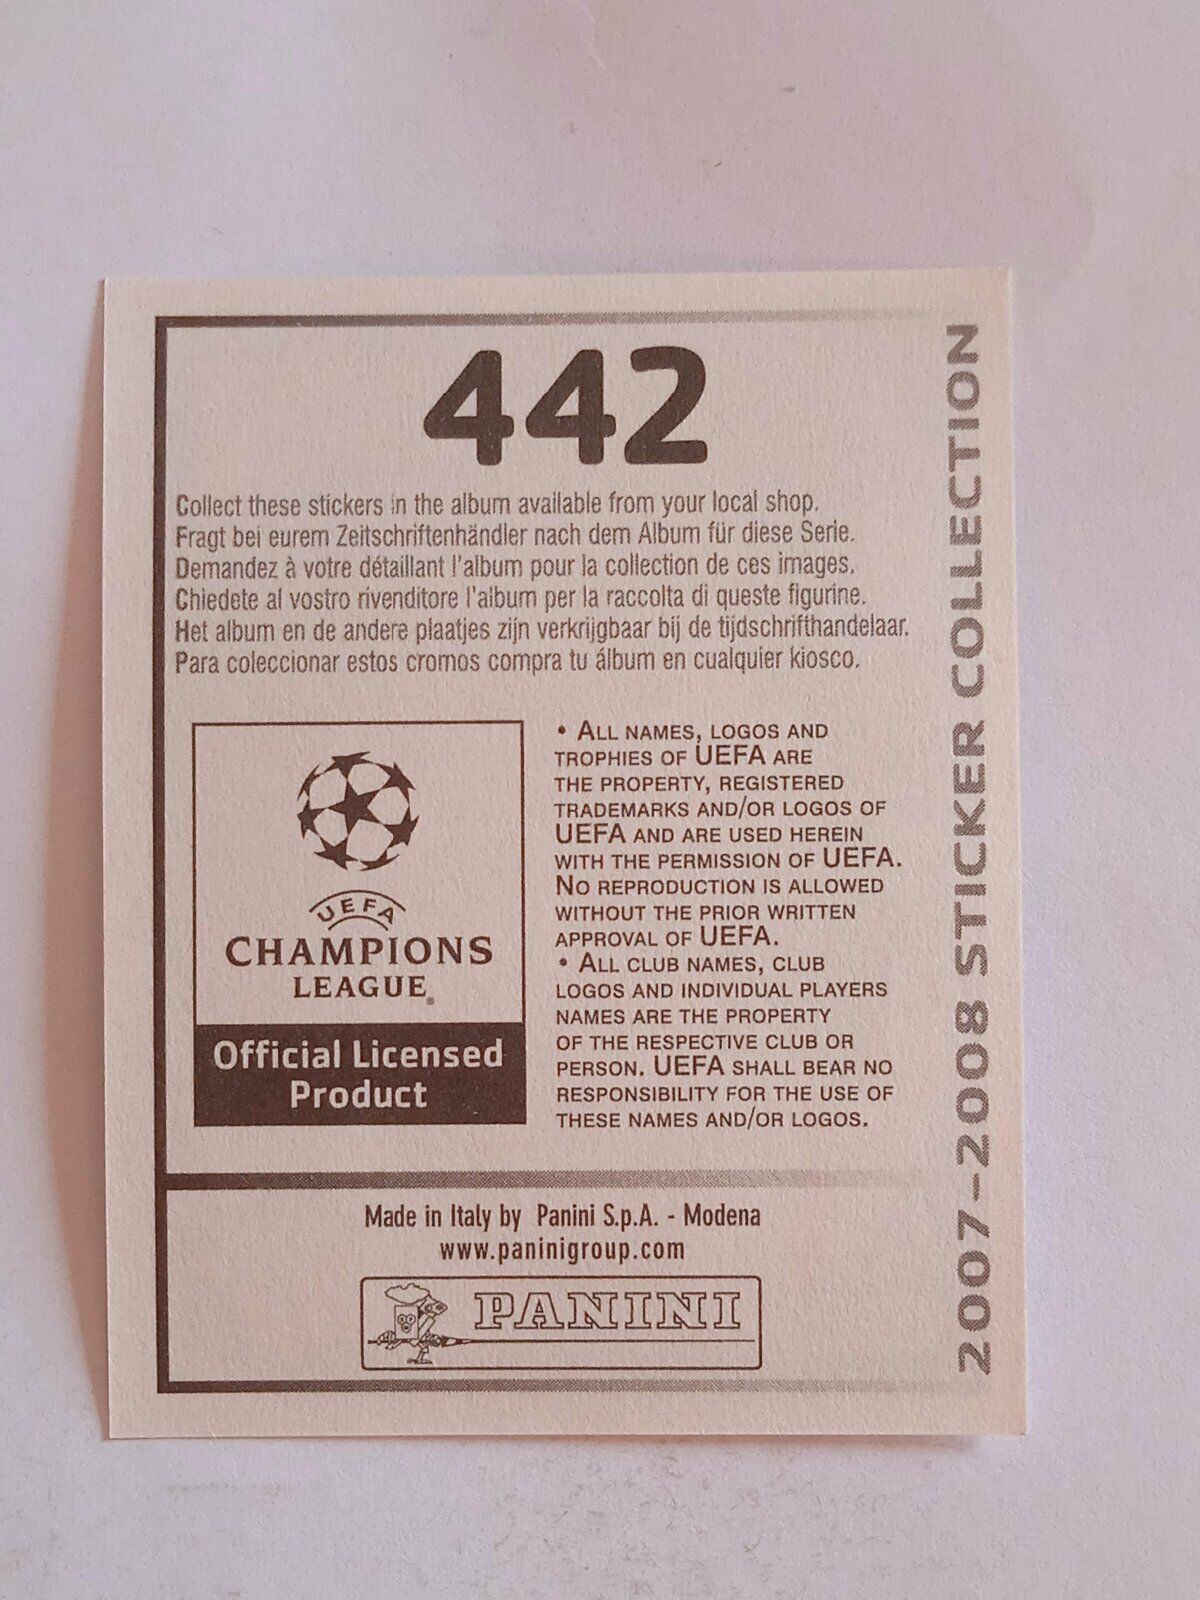 442
Collect these stickers in the album available from your local shop.
Fragt bei eurem Zeitschriftenhändler nach dem Album für diese Serie.
Demandez à votre détaillant l'album pour la collection de ces images.
Chiedete al vostro rivenditore l'album per la raccolta di queste figurine.
Het album en de andere plaatjes zijn verkrijgbaar bij de tijdschrifthandelaar.
Para coleccionar estos cromos compra tu álbum en cualquier kiosco.
UEFA
CHAMPIONS
LEAGUE®
Official Licensed
Product
• ALL NAMES, LOGOS AND
TROPHIES OF UEFA ARE
THE PROPERTY, REGISTERED
TRADEMARKS AND/OR LOGOS OF
UEFA AND ARE USED HEREIN
WITH THE PERMISSION OF UEFA.
NO REPRODUCTION IS ALLOWED
WITHOUT THE PRIOR WRITTEN
APPROVAL OF UEFA.
• ALL CLUB NAMES, CLUB
LOGOS AND INDIVIDUAL PLAYERS
NAMES ARE THE PROPERTY
OF THE RESPECTIVE CLUB OR
PERSON. UEFA SHALL BEAR NO
RESPONSIBILITY FOR THE USE OF
THESE NAMES AND/OR LOGOS.
Made in Italy by Panini S.p.A. - Modena
www.paninigroup.com
PANINI
2007-2008 STICKER COLLECTION